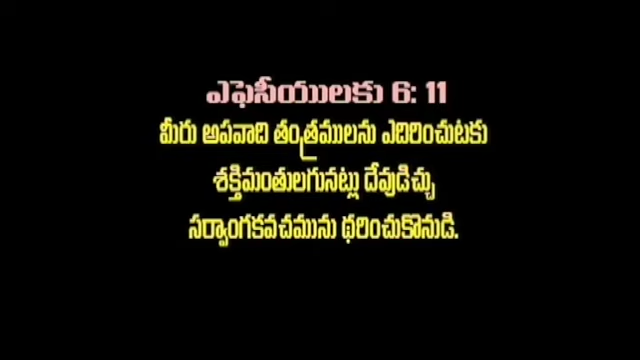 ఎఫెసీయులకు 6: 11
మీరు అపవాది తంత్రములను ఎదిరించుటకు
శక్తిమంతులగునట్లు దేవుడిచ్చు
సర్వాంగకవచమును ధరించుకొనుడి.